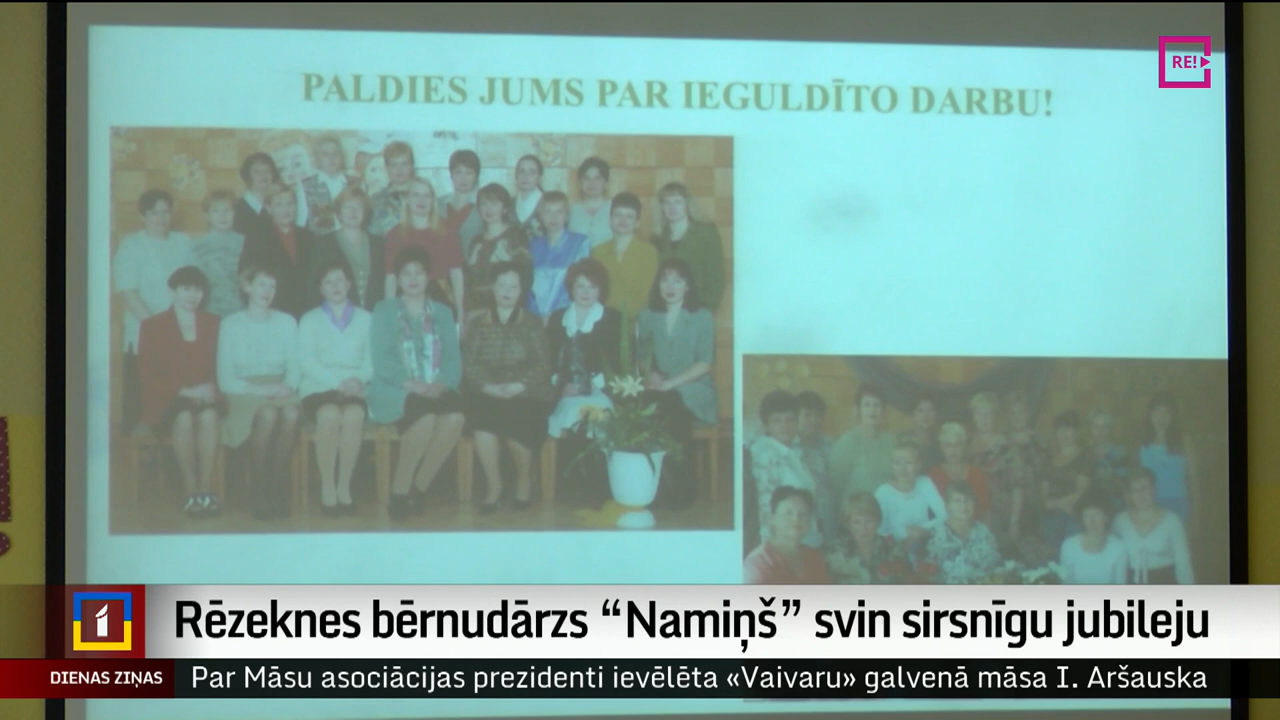 RE!
PALDIES JUMS PAR IEGULDĪTO DARBU!
1
Rēzeknes bērnudārzs “Namiņš” svin sirsnīgu jubileju
DIENAS ZIŅAS
Par Māsu asociācijas prezidenti ievēlēta «Vaivaru» galvenā māsa I. Aršauska